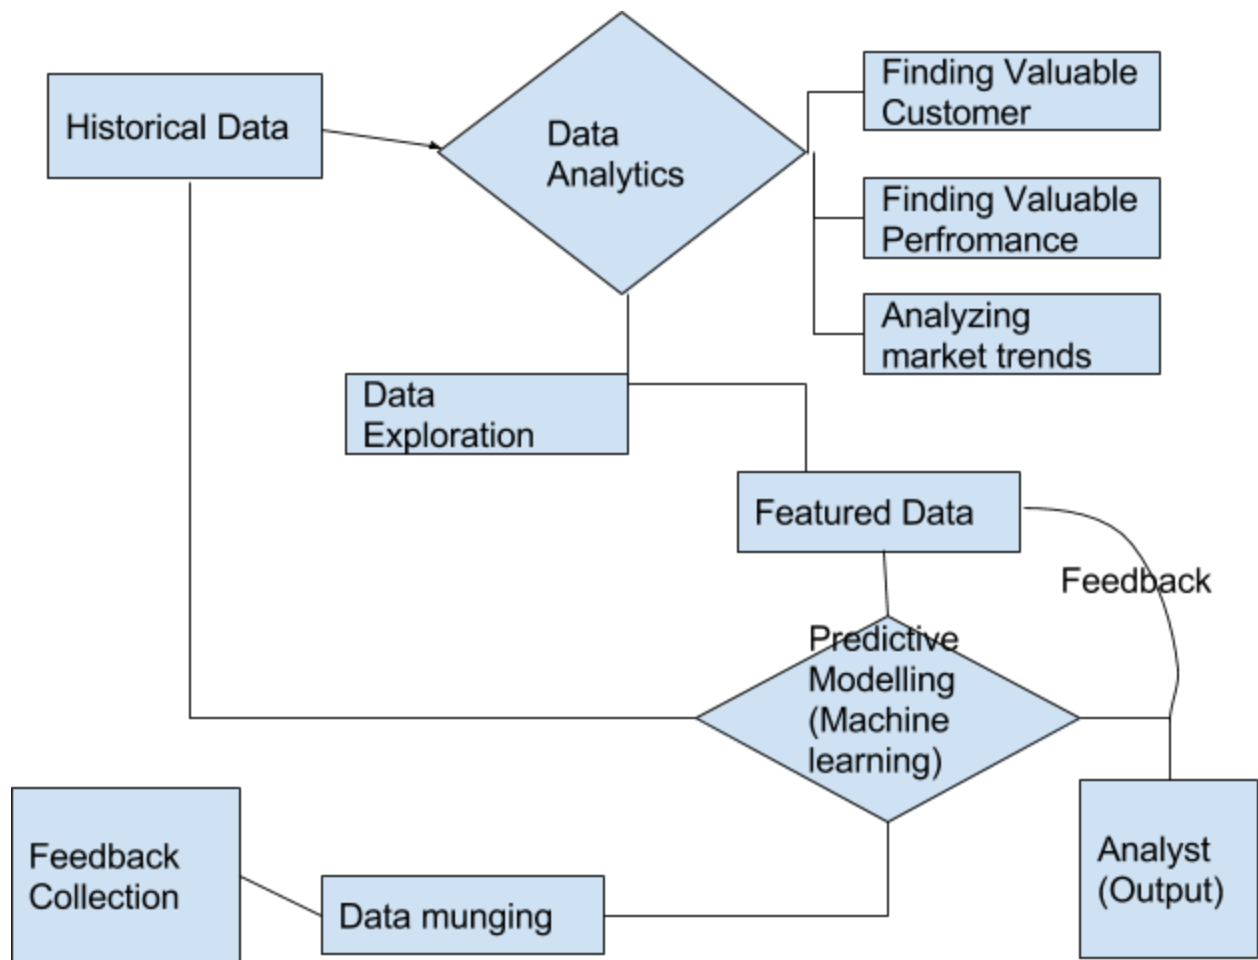 Historical Data
Data
Analytics
Finding Valuable
Customer
Finding Valuable
Perfromance
Analyzing
market trends
Data
Exploration
Featured Data
Feedback
Predictive
Modelling
(Machine
learning)
Feedback
Collection
Data munging
Analyst
(Output)